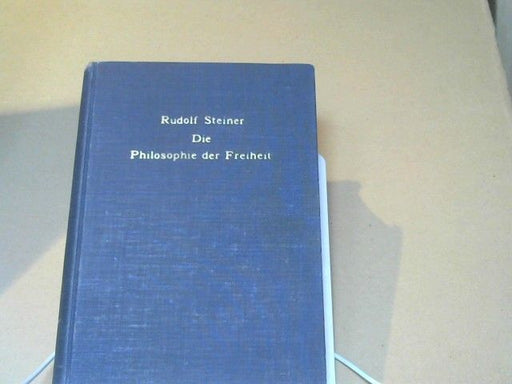 Rudolf Steiner
Die
Philosophie der Freiheit